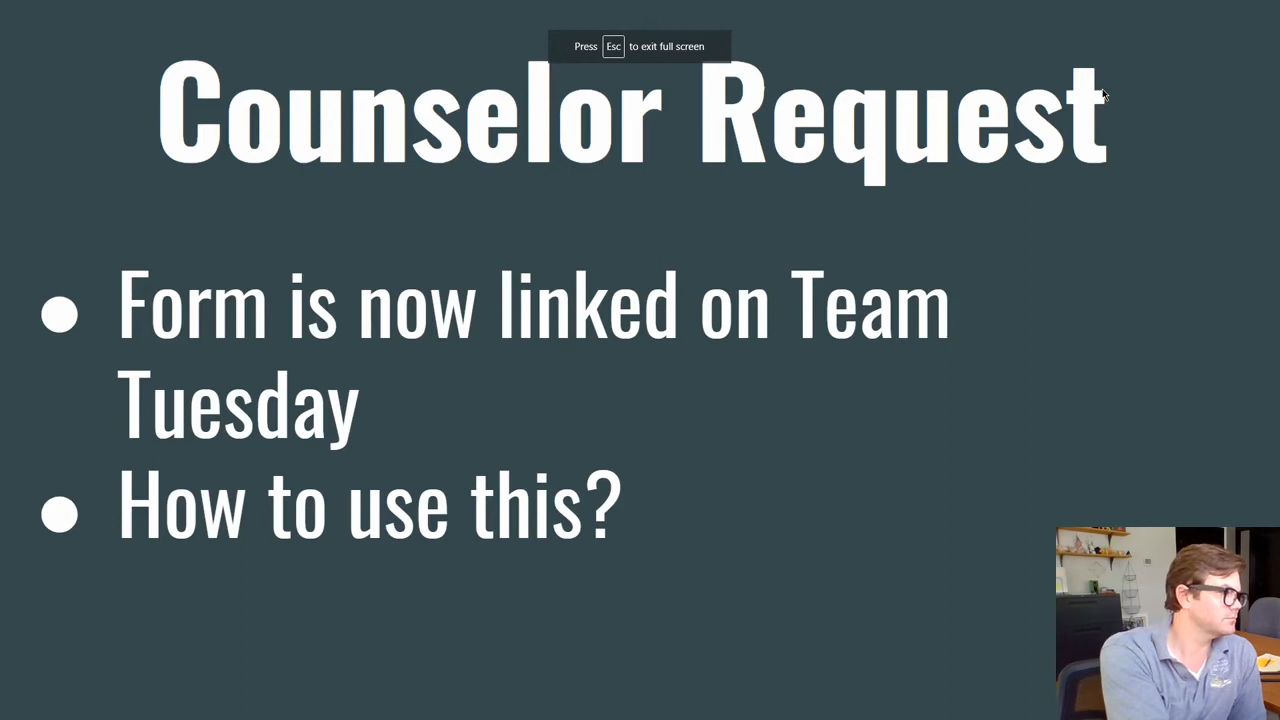 Press Esc to exit full screen
Counselor Request
● Form is now linked on Team
Tuesday
● How to use this?